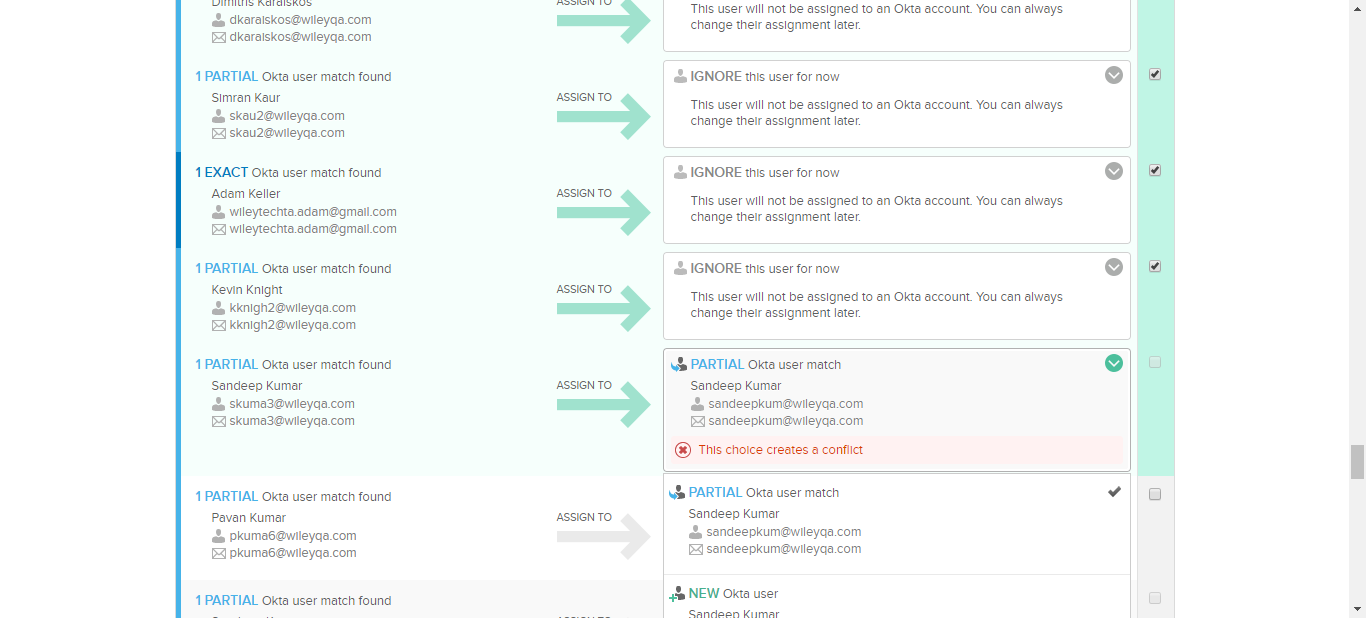 Dimitris Karaiskos
dkaraiskos@wileyqa.com
dkaraiskos@wileyqa.com
ASSIGN TO
This user will not be assigned to an Okta account. You can always
change their assignment later.
1 PARTIAL Okta user match found
Simran Kaur
skau2@wileyqa.com
skau2@wileyqa.com
ASSIGN TO
IGNORE this user for now
This user will not be assigned to an Okta account. You can always
change their assignment later.
1 EXACT Okta user match found
Adam Keller
wileytechta.adam@gmail.com
wileytechta.adam@gmail.com
ASSIGN TO
IGNORE this user for now
This user will not be assigned to an Okta account. You can always
change their assignment later.
1 PARTIAL Okta user match found
Kevin Knight
kknigh2@wileyqa.com
kknigh2@wileyqa.com
ASSIGN TO
IGNORE this user for now
This user will not be assigned to an Okta account. You can always
change their assignment later.
1 PARTIAL Okta user match found
Sandeep Kumar
skuma3@wileyqa.com
skuma3@wileyqa.com
ASSIGN TO
PARTIAL Okta user match
Sandeep Kumar
sandeepkum@wileyqa.com
sandeepkum@wileyqa.com
This choice creates a conflict
1 PARTIAL Okta user match found
Pavan Kumar
pkuma6@wileyqa.com
pkuma6@wileyqa.com
ASSIGN TO
PARTIAL Okta user match
Sandeep Kumar
sandeepkum@wileyqa.com
sandeepkum@wileyqa.com
1 PARTIAL Okta user match found
NEW Okta user
Sandeep Kumar